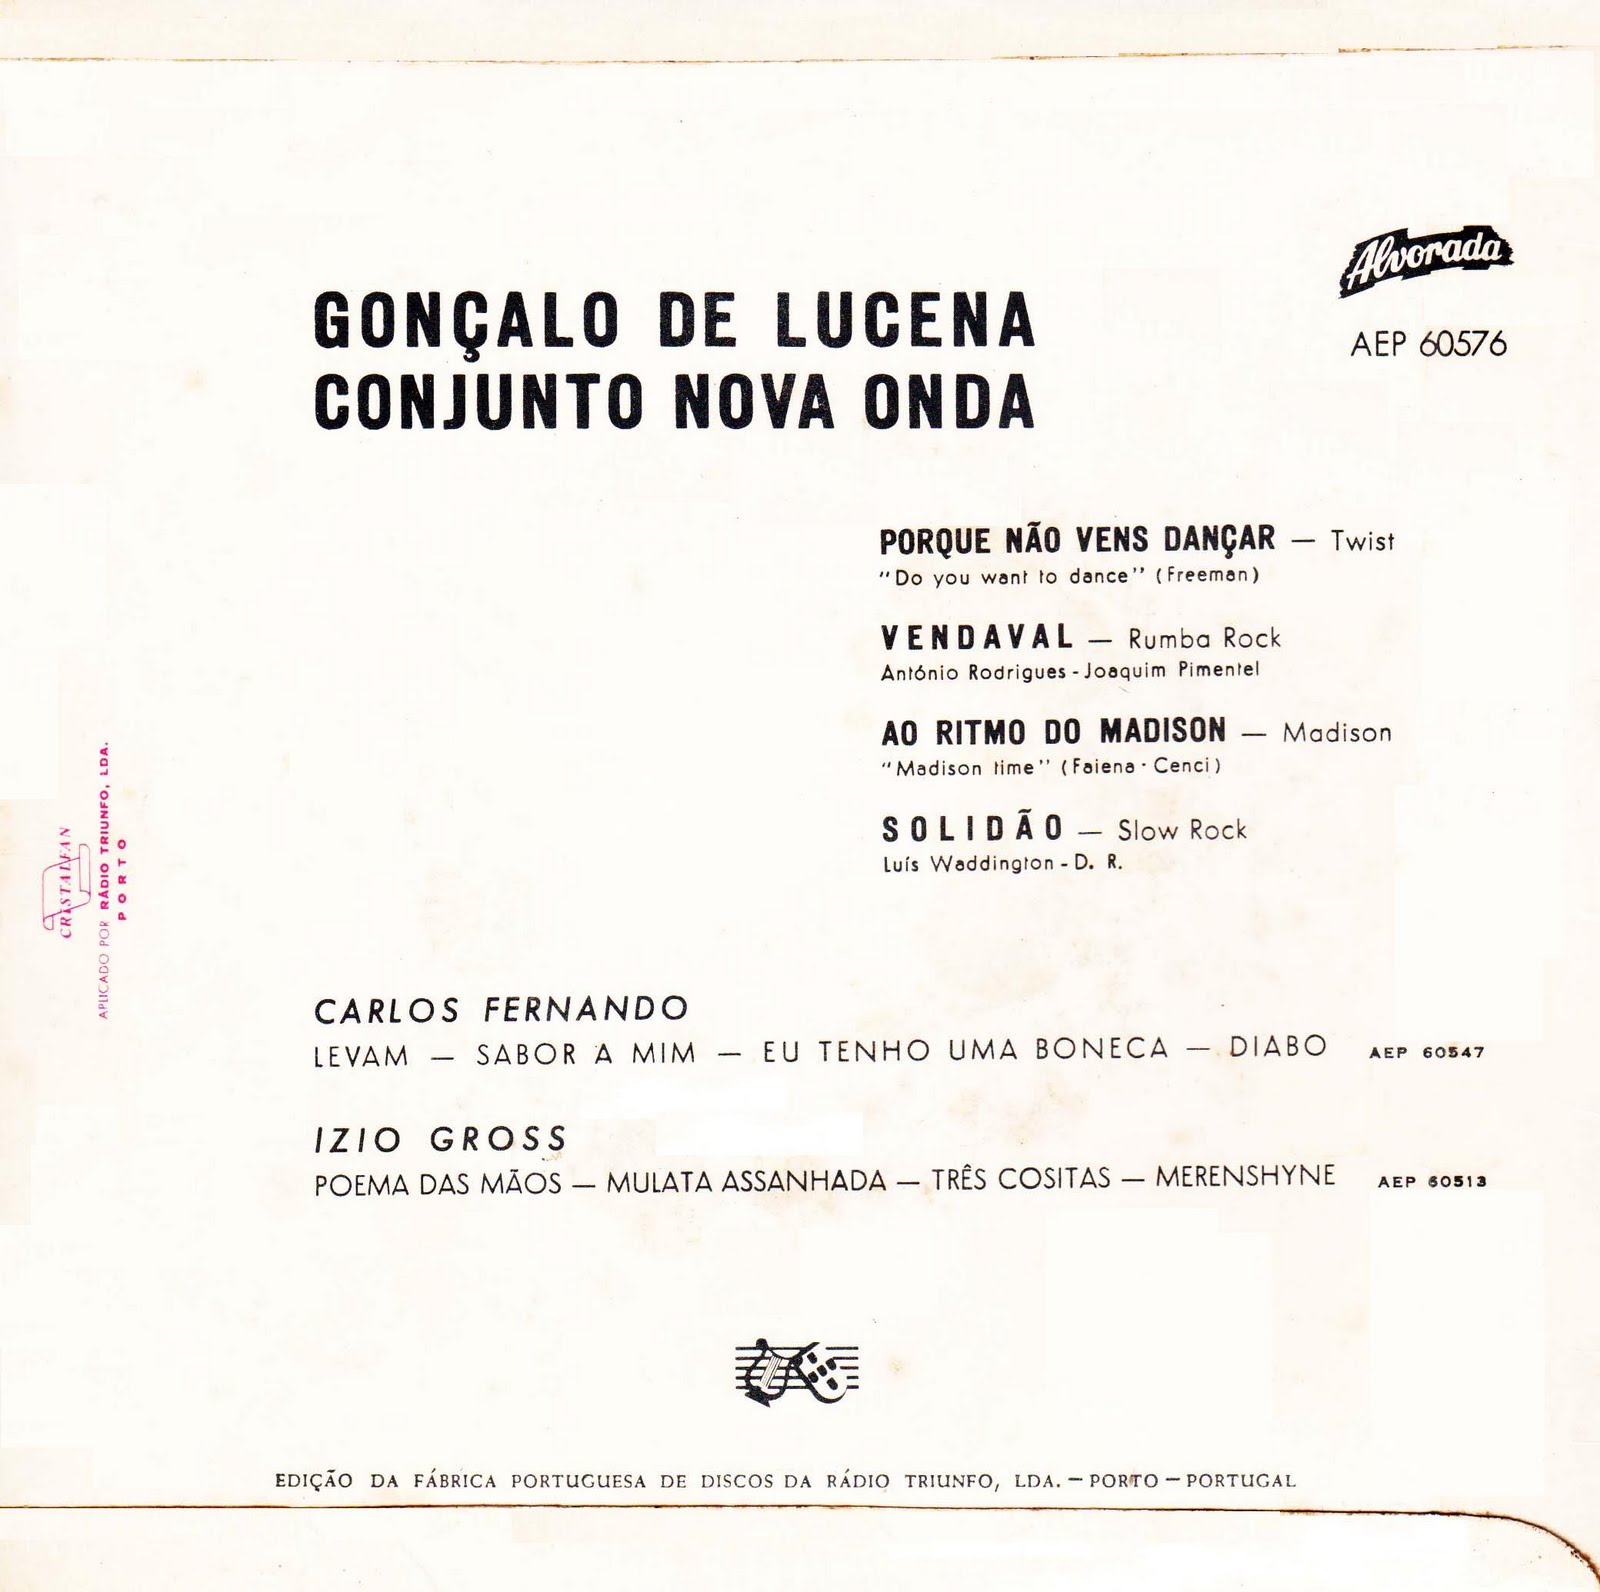 Alvorada
AEP 60576
GONÇALO DE LUCENA
CONJUNTO NOVA ONDA
PORQUE NÃO VENS DANÇAR — Twist
"Do you want to dance" (Freeman)
VENDAVAL — Rumba Rock
António Rodrigues - Joaquim Pimentel
AO RITMO DO MADISON — Madison
"Madison time" (Faiena · Cenci)
SOLIDÃO — Slow Rock
Luís Waddington - D. R.
CRISTALFAN
APLICADO POR RÁDIO TRIUNFO, LDA.
PORTO
CARLOS FERNANDO
LEVAM — SABOR A MIM — EU TENHO UMA BONECA — DIABO AEP 60547
IZIO GROSS
POEMA DAS MÃOS — MULATA ASSANHADA — TRÊS COSITAS — MERENSHYNE AEP 60513
EDIÇÃO DA FÁBRICA PORTUGUESA DE DISCOS DA RÁDIO TRIUNFO, LDA. — PORTO — PORTUGAL